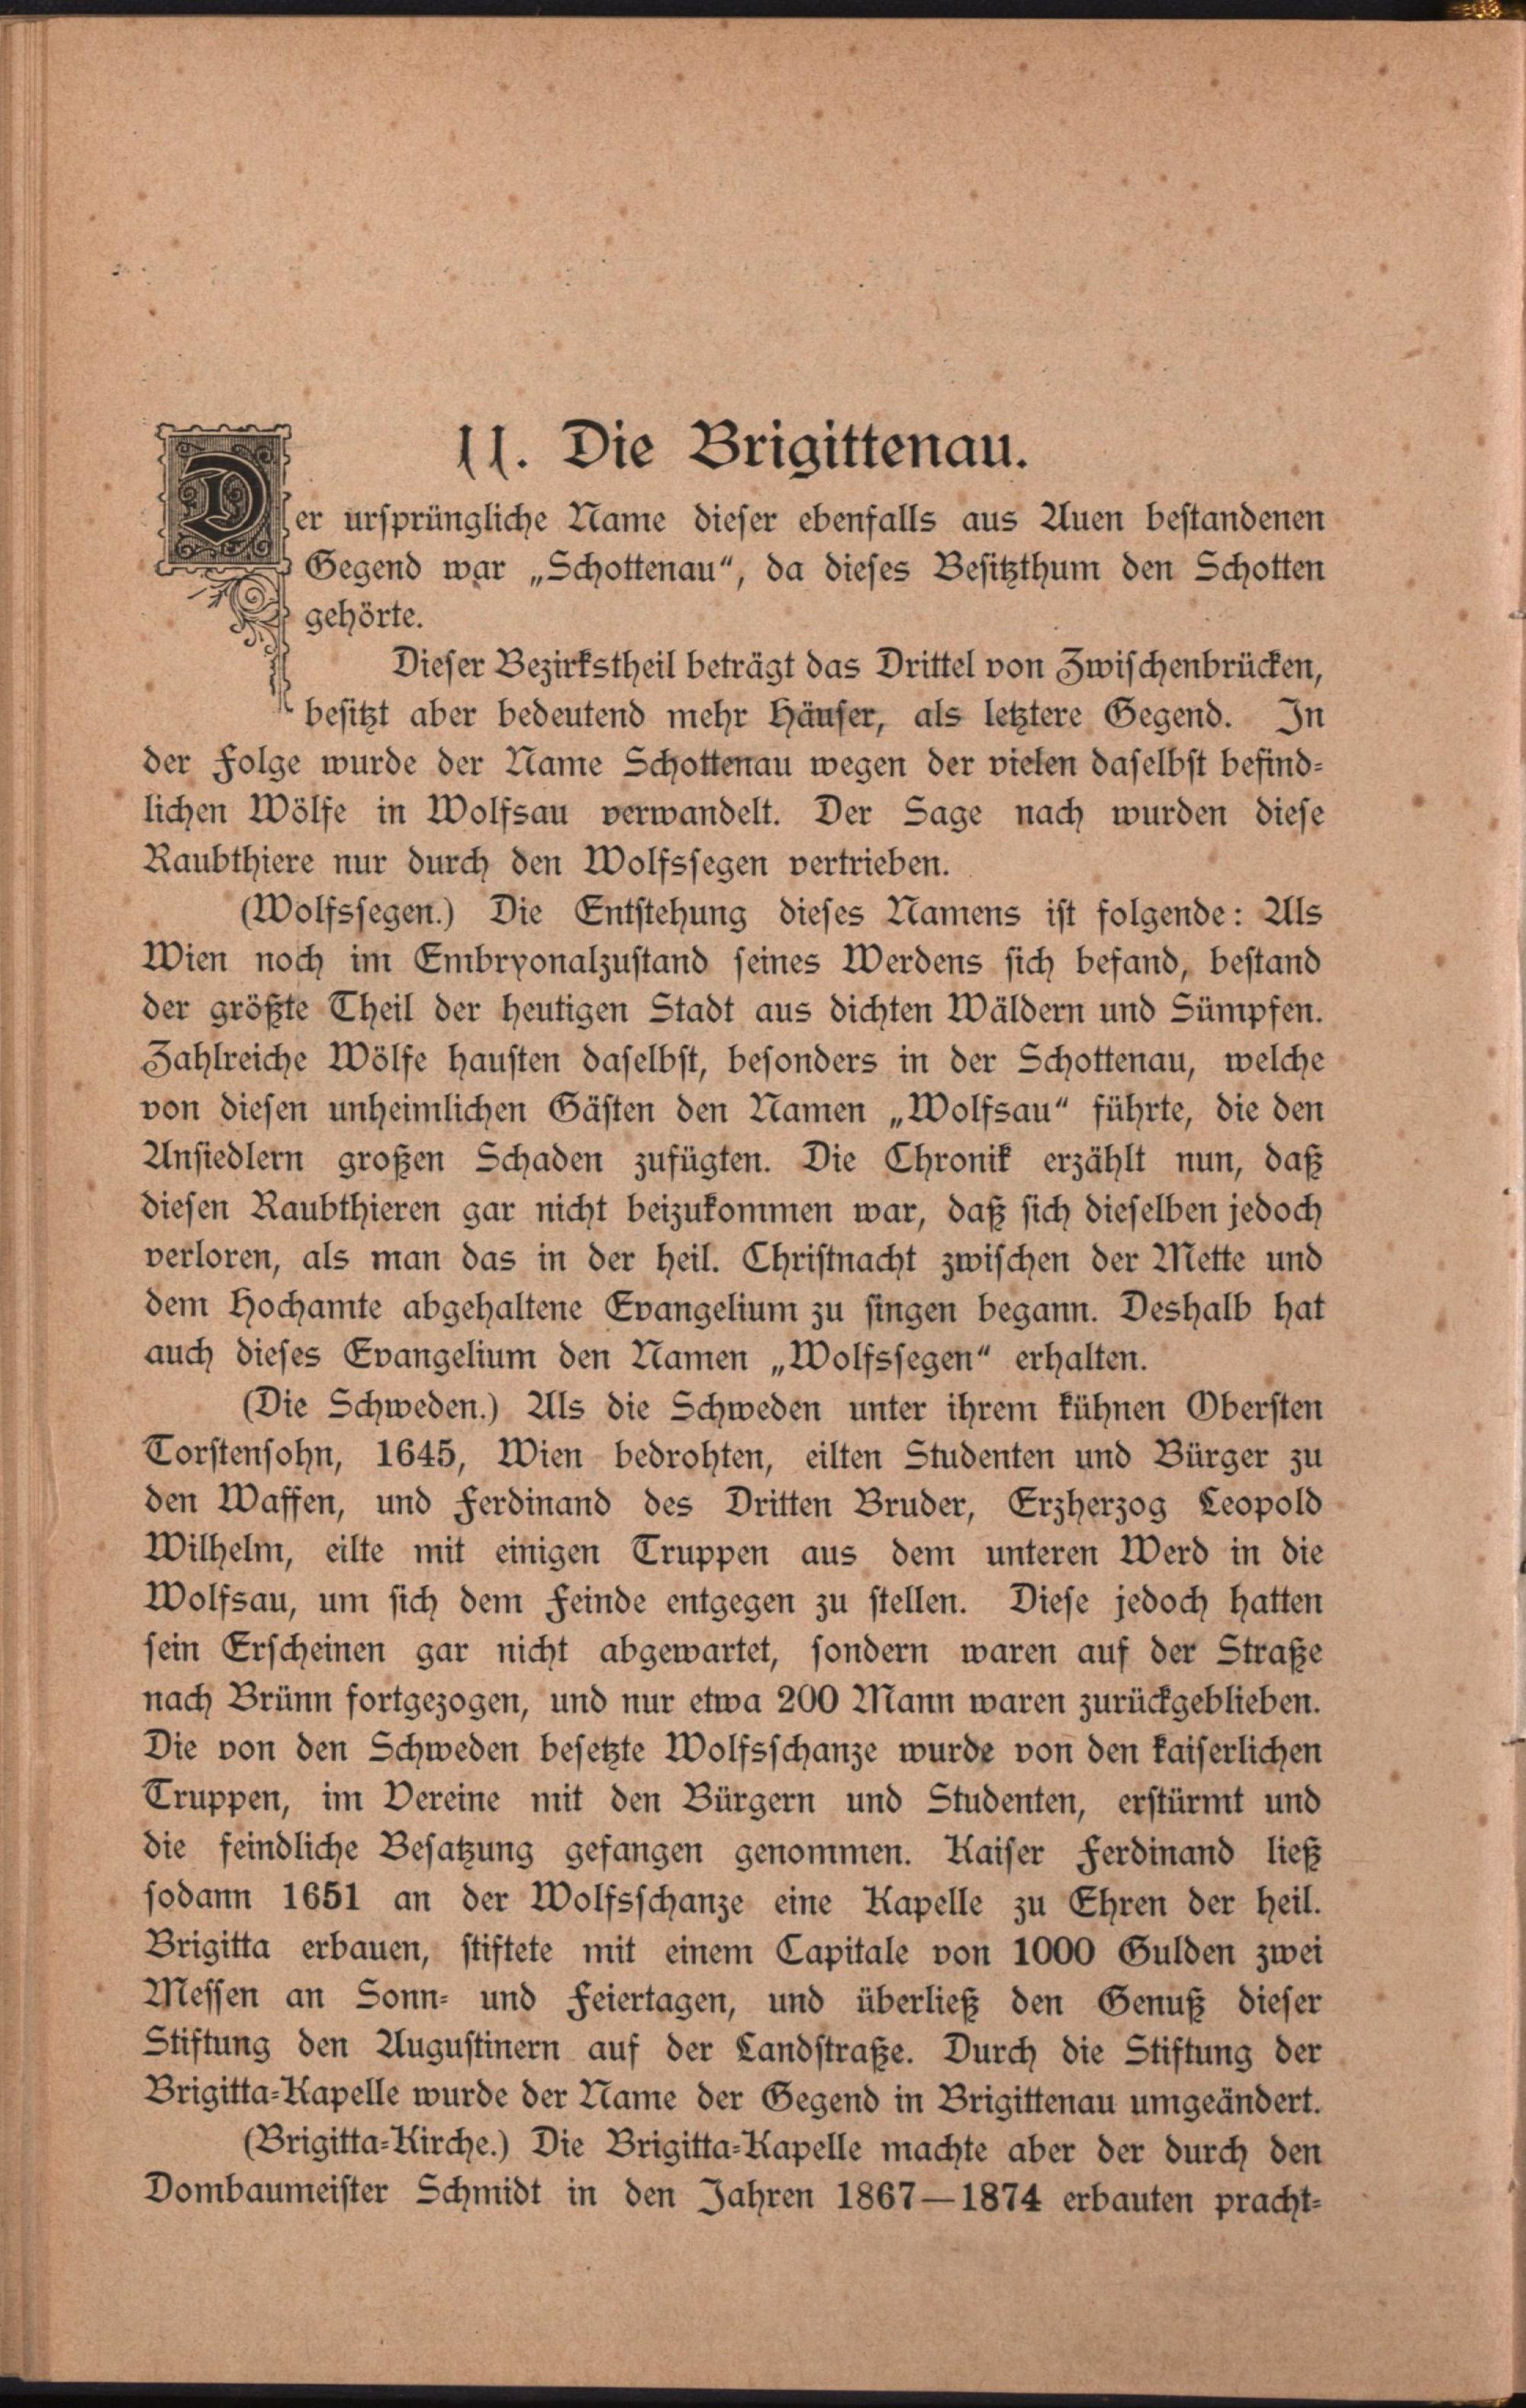 11. Die Brigittenau.
Der ursprüngliche Name dieser ebenfalls aus Auen bestandenen
Gegend war „Schottenau“, da dieses Besitzthum den Schotten
gehörte.
Dieser Bezirkstheil beträgt das Drittel von Zwischenbrücken,
besitzt aber bedeutend mehr Häuser, als letztere Gegend. In
der Folge wurde der Name Schottenau wegen der vielen daselbst befind-
lichen Wölfe in Wolfsau verwandelt. Der Sage nach wurden diese
Raubthiere nur durch den Wolfssegen vertrieben.
(Wolfssegen.) Die Entstehung dieses Namens ist folgende: Als
Wien noch im Embryonalzustand seines Werdens sich befand, bestand
der größte Theil der heutigen Stadt aus dichten Wäldern und Sümpfen.
Zahlreiche Wölfe hausten daselbst, besonders in der Schottenau, welche
von diesen unheimlichen Gästen den Namen „Wolfsau“ führte, die den
Ansiedlern großen Schaden zufügten. Die Chronik erzählt nun, daß
diesen Raubthieren gar nicht beizukommen war, daß sich dieselben jedoch
verloren, als man das in der heil. Christnacht zwischen der Mette und
dem Hochamte abgehaltene Evangelium zu singen begann. Deshalb hat
auch dieses Evangelium den Namen „Wolfssegen“ erhalten.
(Die Schweden.) Als die Schweden unter ihrem kühnen Obersten
Torstensohn, 1645, Wien bedrohten, eilten Studenten und Bürger zu
den Waffen, und Ferdinand des Dritten Bruder, Erzherzog Leopold
Wilhelm, eilte mit einigen Truppen aus dem unteren Werd in die
Wolfsau, um sich dem Feinde entgegen zu stellen. Diese jedoch hatten
sein Erscheinen gar nicht abgewartet, sondern waren auf der Straße
nach Brünn fortgezogen, und nur etwa 200 Mann waren zurückgeblieben.
Die von den Schweden besetzte Wolfsschanze wurde von den kaiserlichen
Truppen, im Vereine mit den Bürgern und Studenten, erstürmt und
die feindliche Besatzung gefangen genommen. Kaiser Ferdinand ließ
sodann 1651 an der Wolfsschanze eine Kapelle zu Ehren der heil.
Brigitta erbauen, stiftete mit einem Capitale von 1000 Gulden zwei
Messen an Sonn- und Feiertagen, und überließ den Genuß dieser
Stiftung den Augustinern auf der Landstraße. Durch die Stiftung der
Brigitta-Kapelle wurde der Name der Gegend in Brigittenau umgeändert.
(Brigitta-Kirche.) Die Brigitta-Kapelle machte aber der durch den
Dombaumeister Schmidt in den Jahren 1867—1874 erbauten pracht-